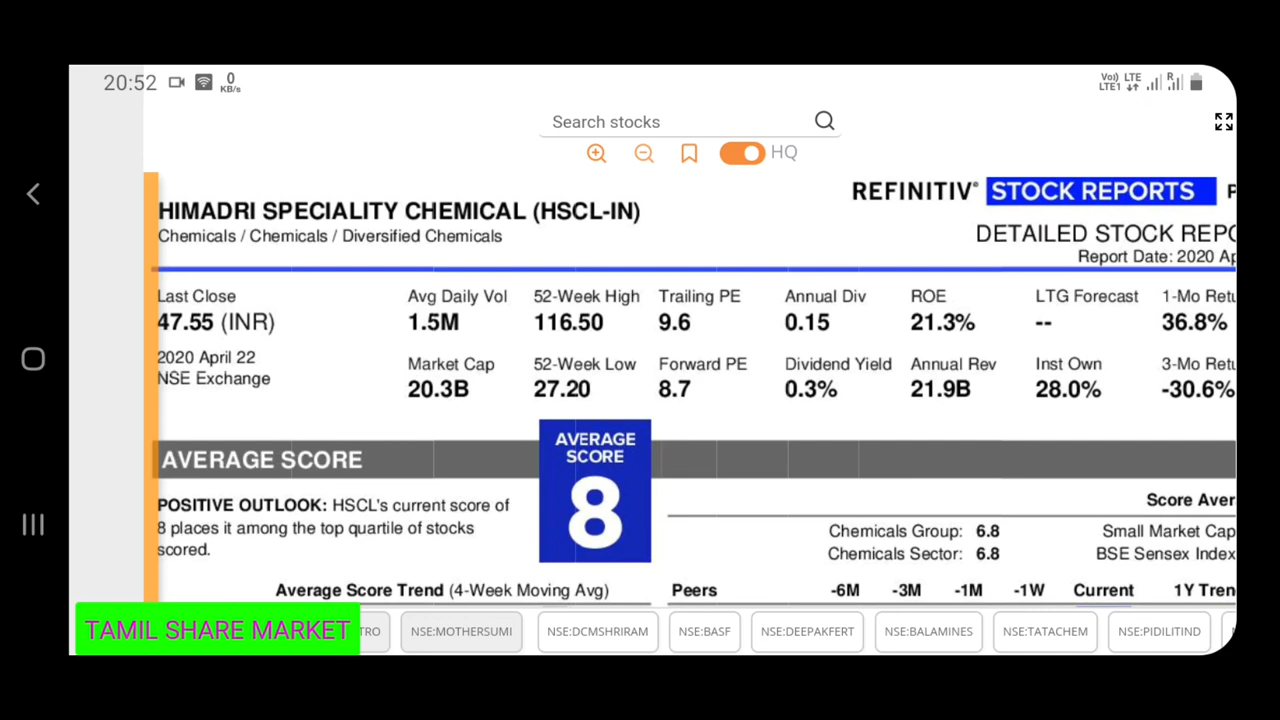 20:52
0
KB/s
Vo)) LTE
LTE1
R
Search stocks
HQ
HIMADRI SPECIALITY CHEMICAL (HSCL-IN)
Chemicals / Chemicals / Diversified Chemicals
REFINITIV® STOCK REPORTS P
DETAILED STOCK REPO
Report Date: 2020 Ap
Last Close Avg Daily Vol 52-Week High Trailing PE Annual Div ROE LTG Forecast 1-Mo Retu
47.55 (INR) 1.5M 116.50 9.6 0.15 21.3% -- 36.8%
2020 April 22
NSE Exchange
Market Cap 52-Week Low Forward PE Dividend Yield Annual Rev Inst Own 3-Mo Retu
20.3B 27.20 8.7 0.3% 21.9B 28.0% -30.6%
AVERAGE SCORE
AVERAGE
SCORE
8
POSITIVE OUTLOOK: HSCL's current score of
8 places it among the top quartile of stocks
scored.
Score Aver
Chemicals Group: 6.8 Small Market Cap
Chemicals Sector: 6.8 BSE Sensex Index
Average Score Trend (4-Week Moving Avg)
Peers -6M -3M -1M -1W Current 1Y Tren
TAMIL SHARE MARKET
TRO NSE:MOTHERSUMI NSE:DCMSHRIRAM NSE:BASF NSE:DEEPAKFERT NSE:BALAMINES NSE:TATACHEM NSE:PIDILITIND